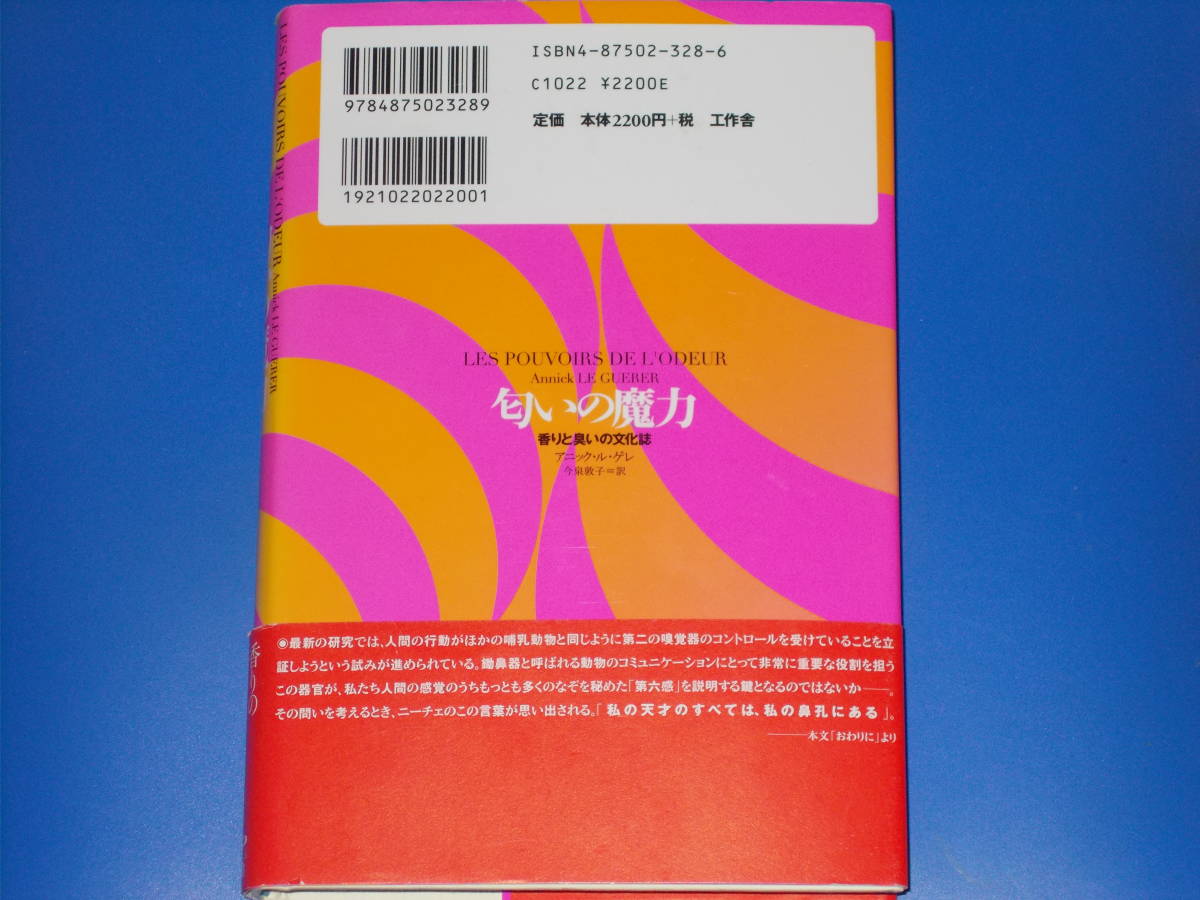 ISBN4-87502-328-6
C1022 ¥2200E
定価 本体2200円+税 工作舎
9784875023289
1921022022001
LES POUVOIRS DE L'ODEUR Annick LE GUERER
LES POUVOIRS DE L'ODEUR
Annick LE GUERER
匂いの魔力
香りと臭いの文化誌
アニック・ル・ゲレ
今泉敦子=訳
◉最新の研究では、人間の行動がほかの哺乳動物と同じように第二の嗅覚器のコントロールを受けていることを立
証しようという試みが進められている。鋤鼻器と呼ばれる動物のコミュニケーションにとって非常に重要な役割を担う
この器官が、私たち人間の感覚のうちもっとも多くのなぞを秘めた「第六感」を説明する鍵となるのではないか——。
その問いを考えるとき、ニーチェのこの言葉が思い出される。「私の天才のすべては、私の鼻孔にある」。
——本文「おわりに」より
香りの